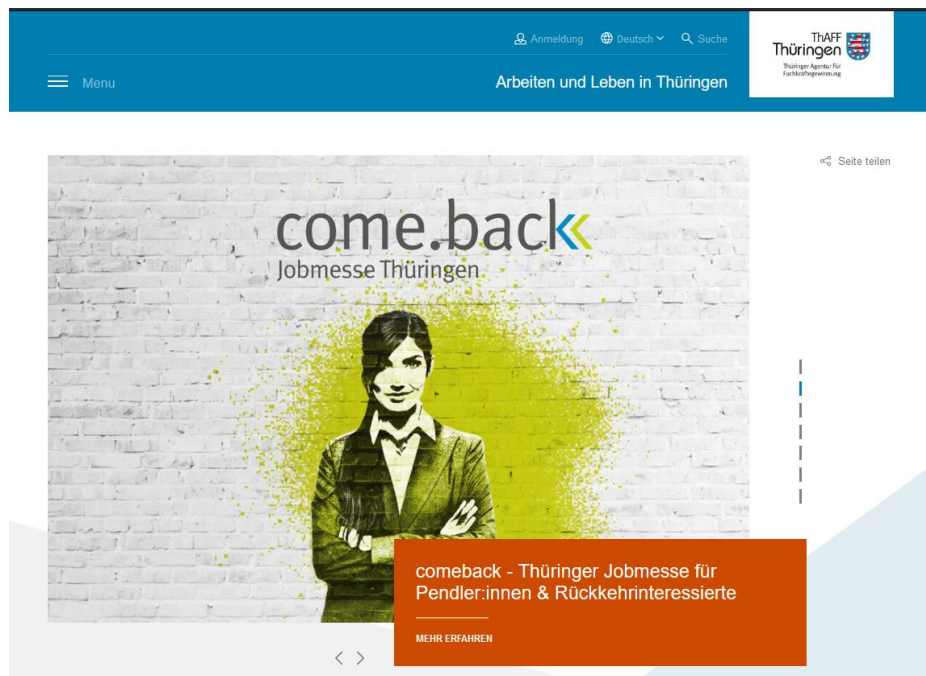 Anmeldung Deutsch Suche
ThAFF
Thüringen
Thüringer Agentur für
Fachkräftegewinnung
Menu
Arbeiten und Leben in Thüringen
Seite teilen
come.back
Jobmesse Thüringen
comeback - Thüringer Jobmesse für
Pendler:innen & Rückkehrinteressierte
MEHR ERFAHREN